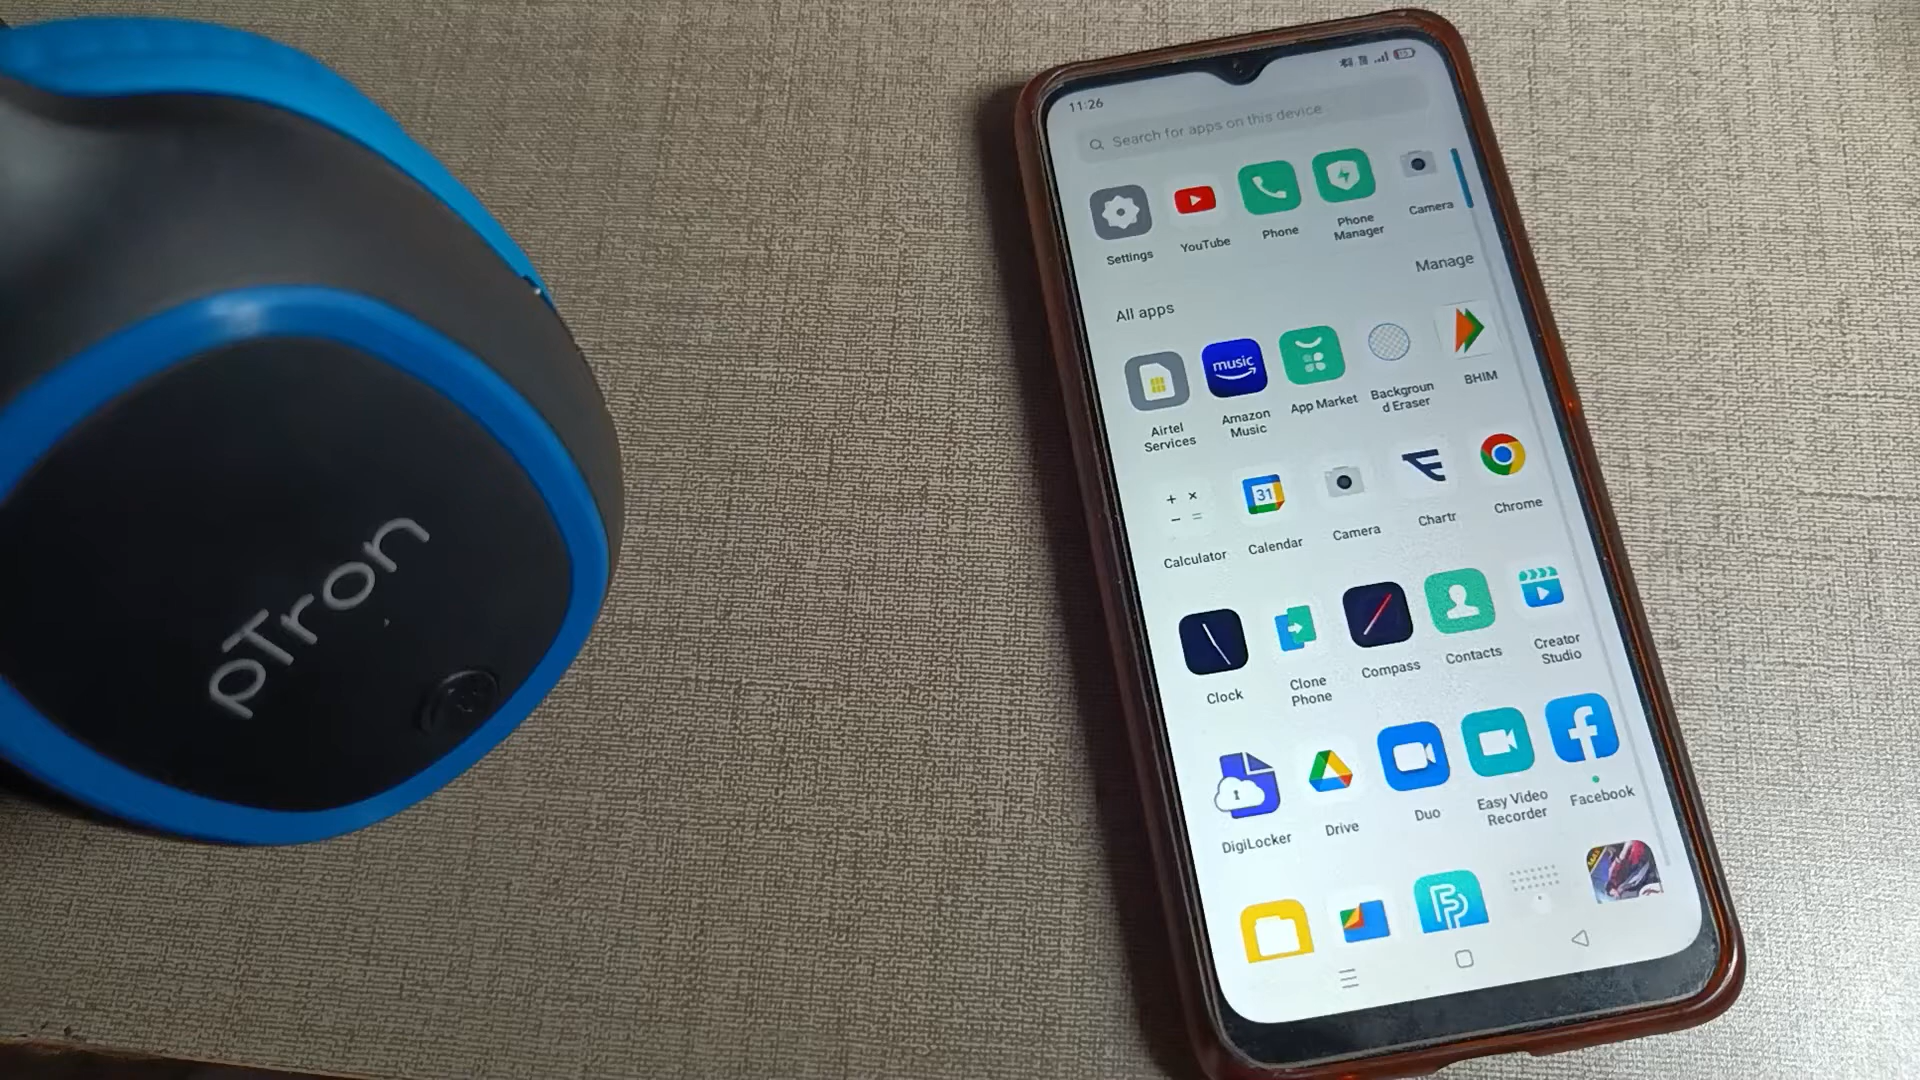 pTron
11:26
Search for apps on this device
Settings
YouTube
Phone
Phone
Manager
Camera
Manage
All apps
music
Airtel
Services
Amazon
Music
App Market
Backgroun
d Eraser
BHIM
31
Calculator
Calendar
Camera
Chartr
Chrome
Clock
Clone
Phone
Compass
Contacts
Creator
Studio
DigiLocker
Drive
Duo
Easy Video
Recorder
Facebook